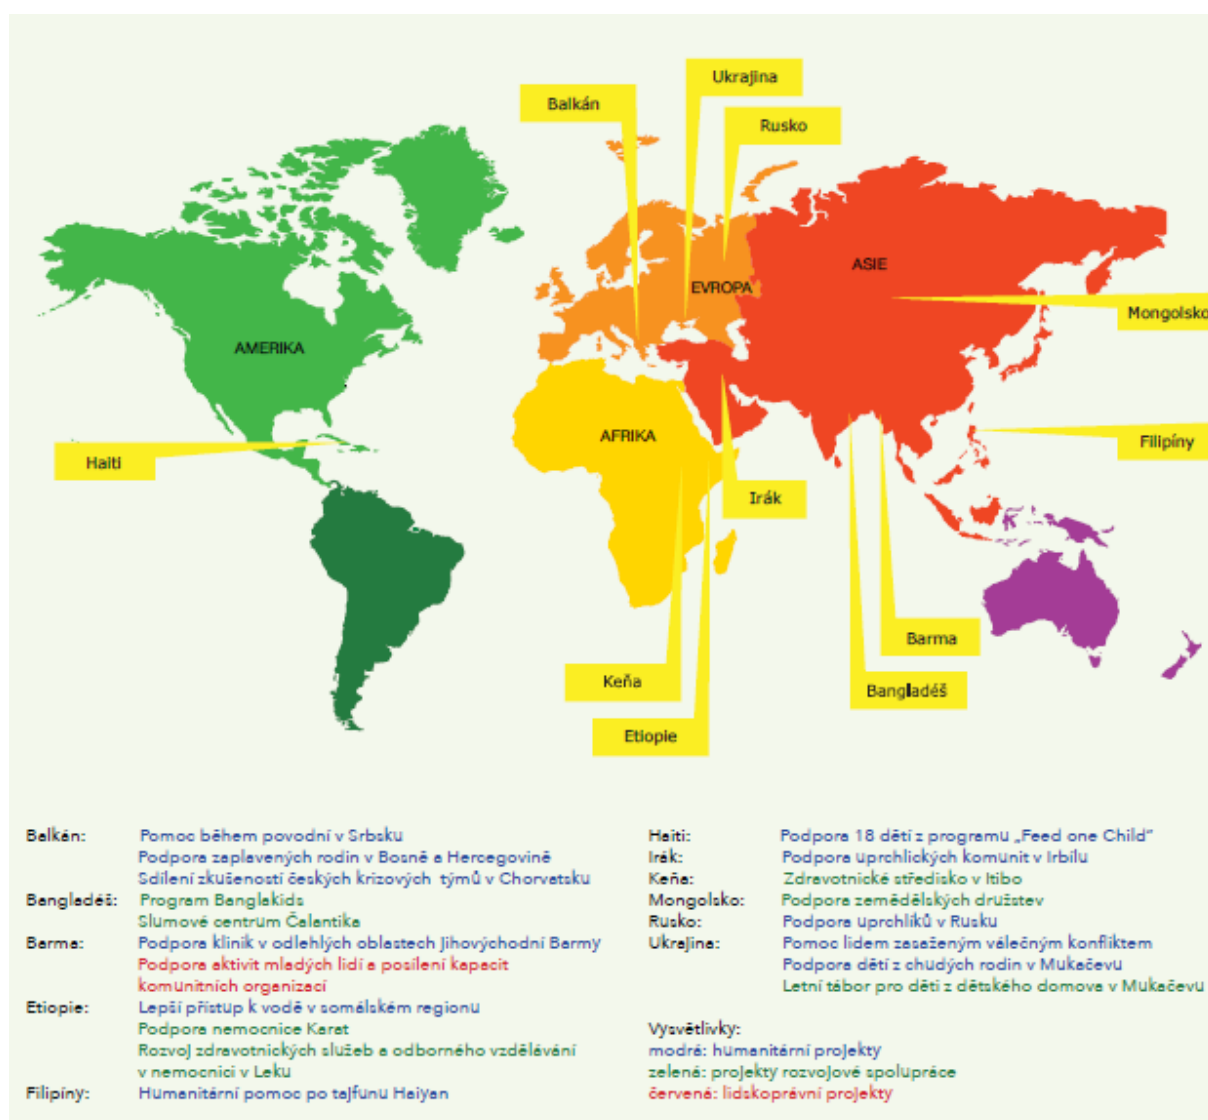 Ukrajina
Balkán
Rusko
ASIE
EVROPA
Mongolsko
AMERIKA
AFRIKA
Filipíny
Haiti
Irák
Barma
Keňa
Bangladéš
Etiopie
Balkán: Pomoc během povodní v Srbsku
Podpora zaplavených rodin v Bosně a Hercegovině
Sdílení zkušeností českých krizových týmů v Chorvatsku
Bangladéš: Program Banglakids
Slumové centrum Čalantika
Barma: Podpora klinik v odlehlých oblastech Jihovýchodní Barmy
Podpora aktivit mladých lidí a posílení kapacit
komunitních organizací
Etiopie: Lepší přístup k vodě v somálském regionu
Podpora nemocnice Karat
Rozvoj zdravotnických služeb a odborného vzdělávání
v nemocnici v Leku
Filipíny: Humanitární pomoc po tajfunu Haiyan
Haiti: Podpora 18 dětí z programu „Feed one Child"
Irák: Podpora uprchlických komunit v Irbílu
Keňa: Zdravotnické středisko v Itibo
Mongolsko: Podpora zemědělských družstev
Rusko: Podpora uprchlíků v Rusku
Ukrajina: Pomoc lidem zasaženým válečným konfliktem
Podpora dětí z chudých rodin v Mukačevu
Letní tábor pro děti z dětského domova v Mukačevu
Vysvětlivky:
modrá: humanitární projekty
zelená: projekty rozvojové spolupráce
červená: lidskoprávní projekty